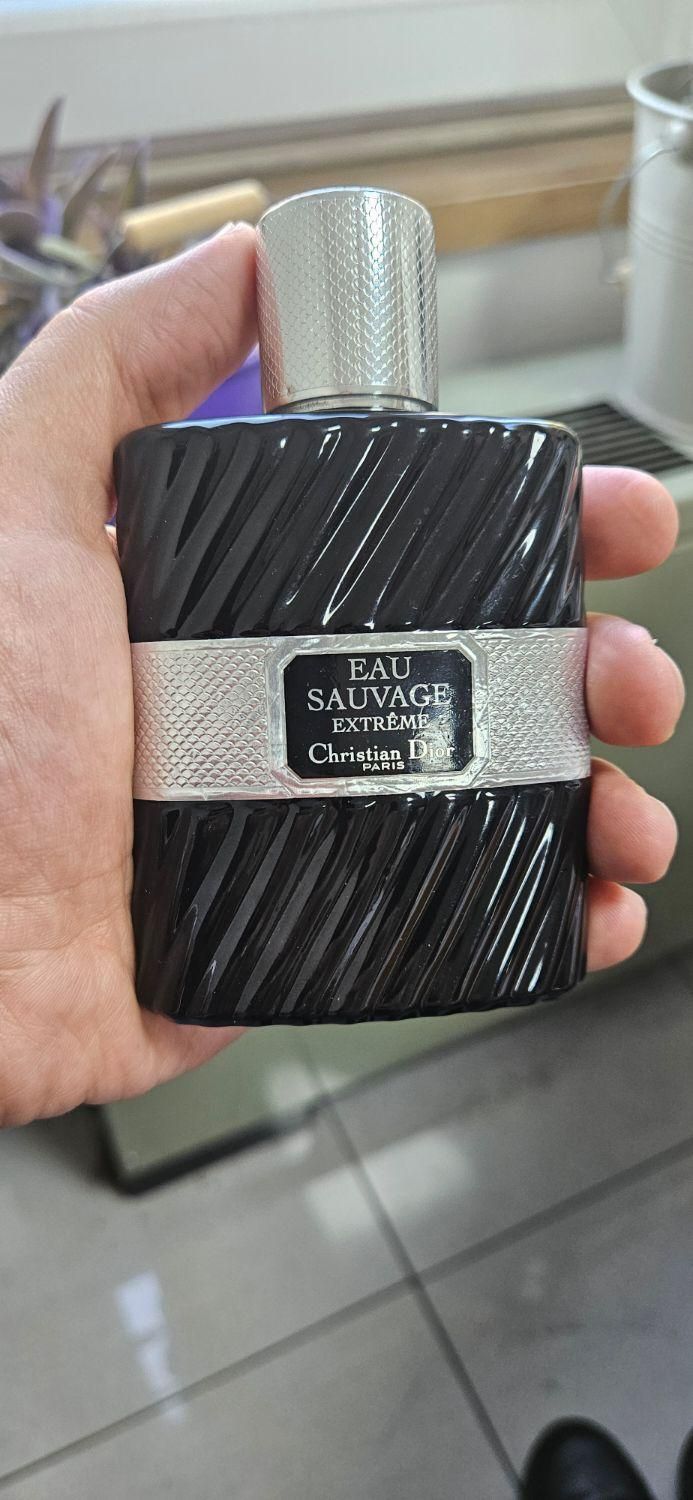 EAU
SAUVAGE
EXTRÊME
Christian Dior
PARIS